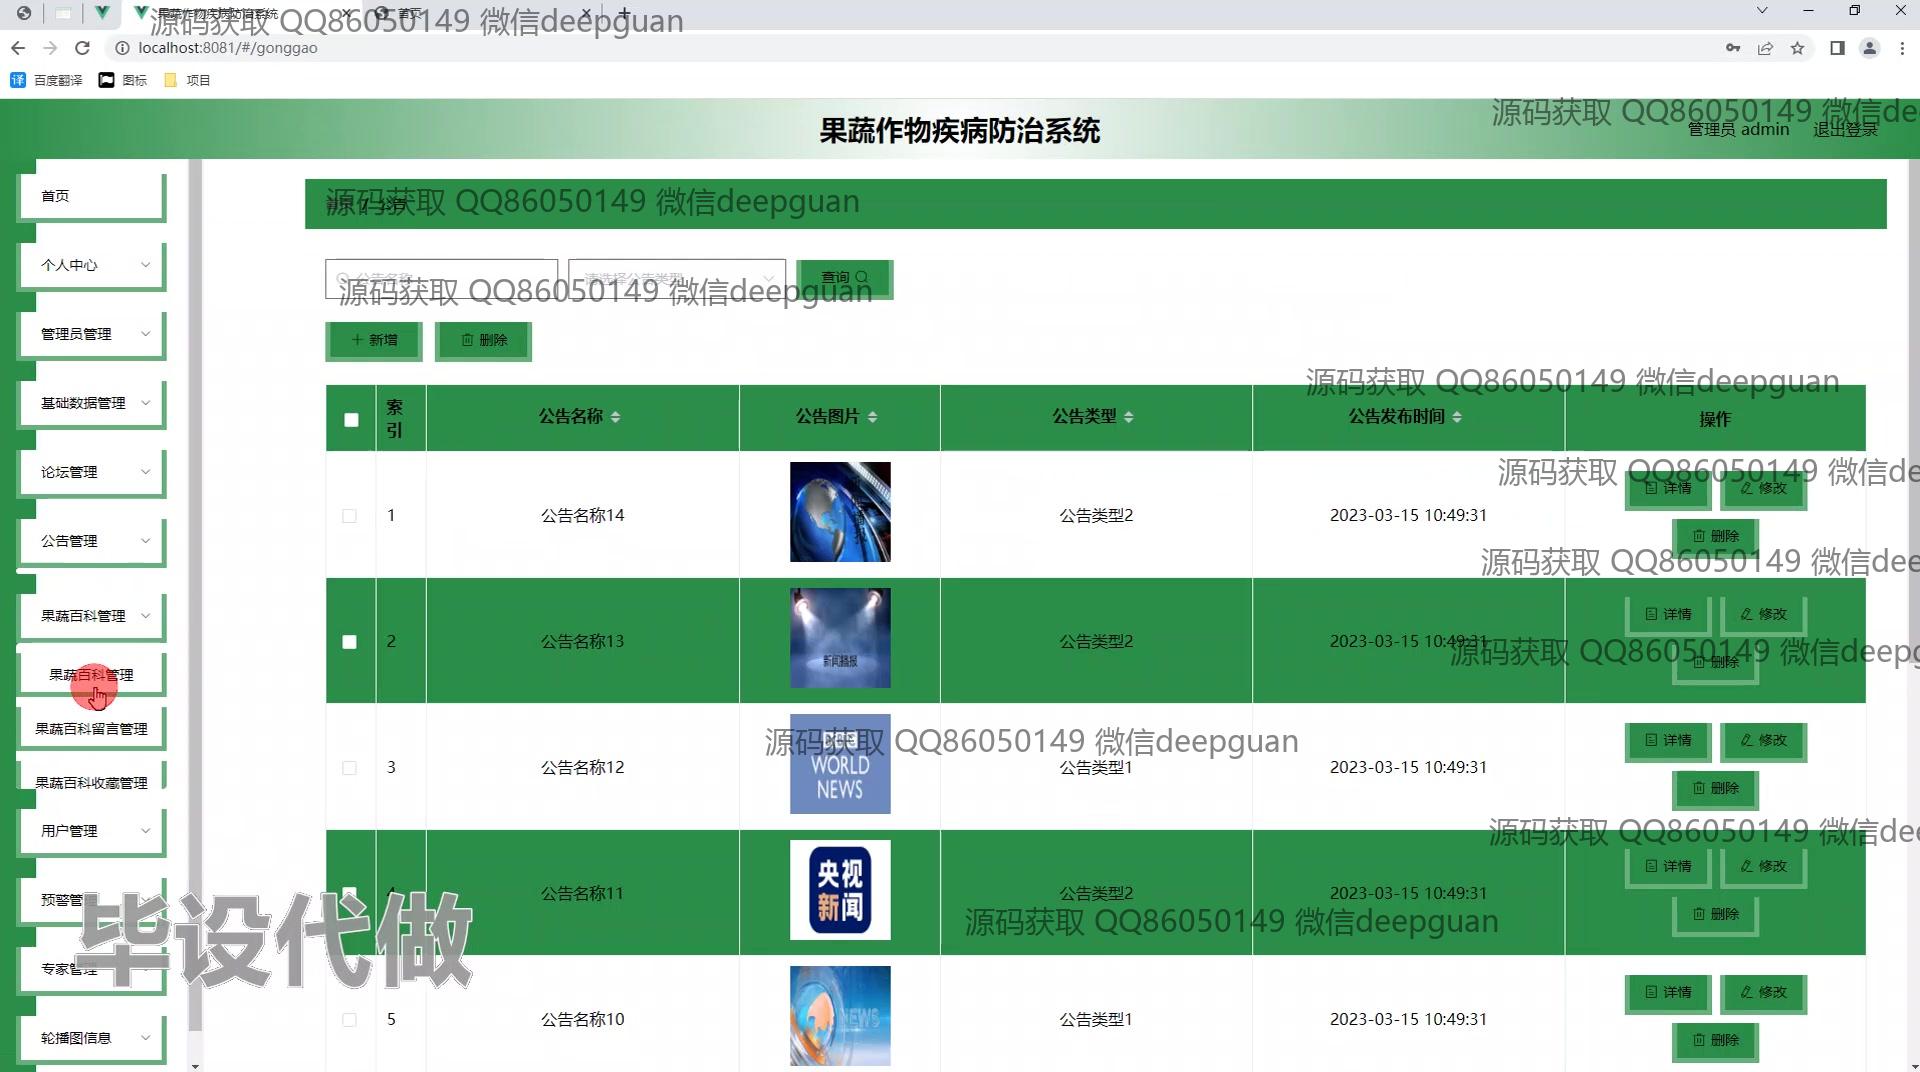 果蔬作物疾病防治系统
首页
源码获取 QQ86050149 微信deepguan
localhost:8081/#/gonggao
百度翻译
图标
项目
果蔬作物疾病防治系统
源码获取 QQ86050149 微信de
管理员 admin
退出登录
首页
个人中心
管理员管理
基础数据管理
论坛管理
公告管理
果蔬百科管理
果蔬百科管理
果蔬百科留言管理
果蔬百科收藏管理
用户管理
预警管
专家管理
轮播图信息
源码获取 QQ86050149 微信deepguan
公告名称
请选择公告类型
查询
源码获取 QQ86050149 微信deepguan
新增
删除
源码获取 QQ86050149 微信deepguan
索引
公告名称
公告图片
公告类型
公告发布时间
操作
源码获取 QQ86050149 微信de
1
公告名称14
公告类型2
2023-03-15 10:49:31
详情
修改
删除
源码获取 QQ86050149 微信dee
2
公告名称13
新闻播报
公告类型2
2023-03-15 10:49:31
详情
修改
删除
源码获取 QQ86050149 微信deepg
源码获取 QQ86050149 微信deepguan
3
公告名称12
WORLD
NEWS
公告类型1
2023-03-15 10:49:31
详情
修改
删除
源码获取 QQ86050149 微信dee
4
公告名称11
央视
新闻
公告类型2
2023-03-15 10:49:31
详情
修改
删除
源码获取 QQ86050149 微信deepguan
毕设代做
5
公告名称10
NEWS
公告类型1
2023-03-15 10:49:31
详情
修改
删除